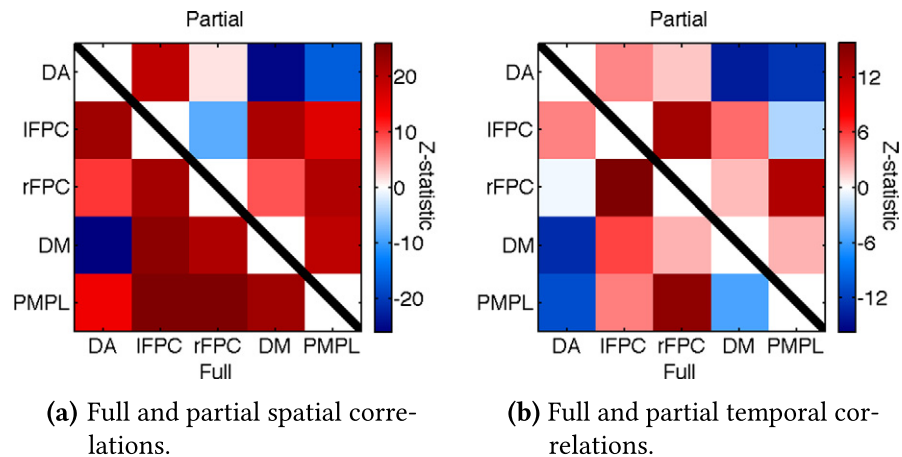 Partial
DA
lFPC
rFPC
DM
PMPL
DA lFPC rFPC DM PMPL
Full
20
10
0
-10
-20
Z-statistic
(a) Full and partial spatial corre-
lations.
Partial
DA
lFPC
rFPC
DM
PMPL
DA lFPC rFPC DM PMPL
Full
12
6
0
-6
-12
Z-statistic
(b) Full and partial temporal cor-
relations.